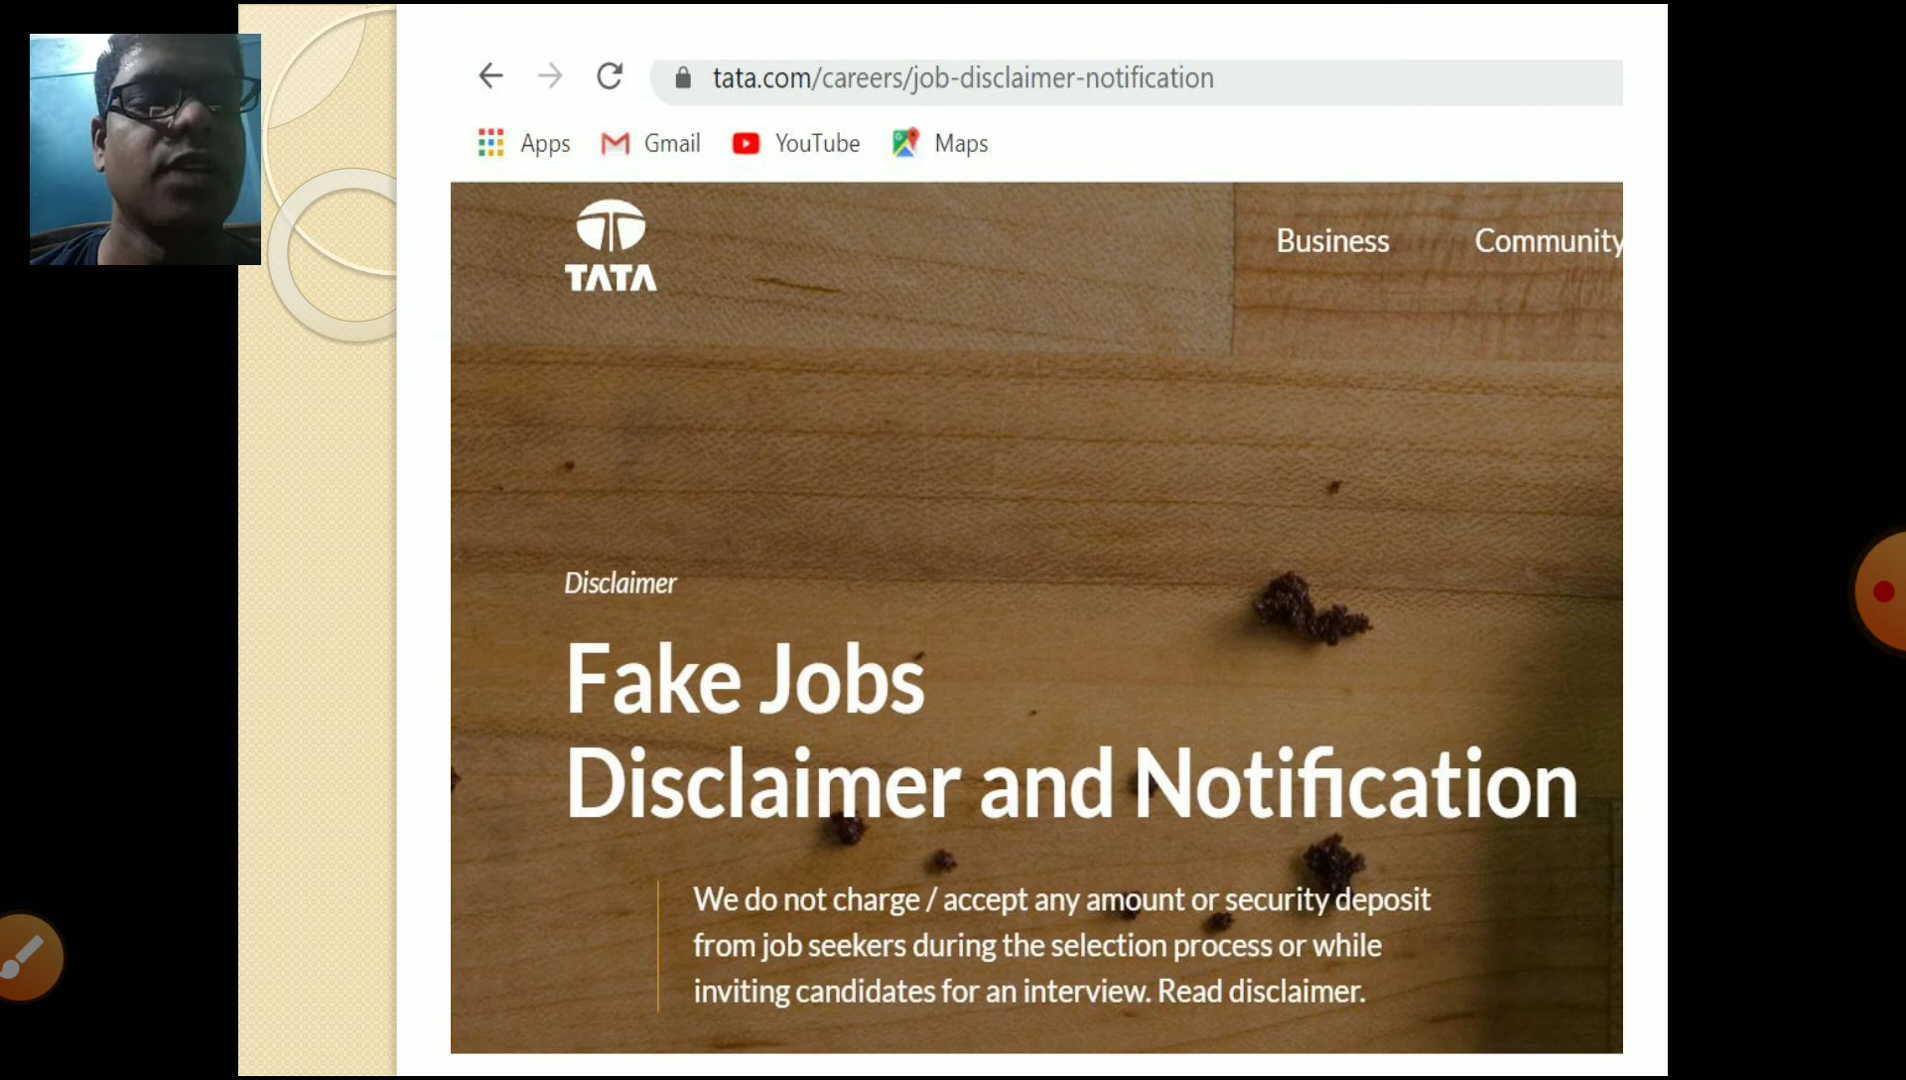 tata.com/careers/job-disclaimer-notification
Apps Gmail YouTube Maps
TATA
Business Community
Disclaimer
Fake Jobs
Disclaimer and Notification
We do not charge / accept any amount or security deposit
from job seekers during the selection process or while
inviting candidates for an interview. Read disclaimer.